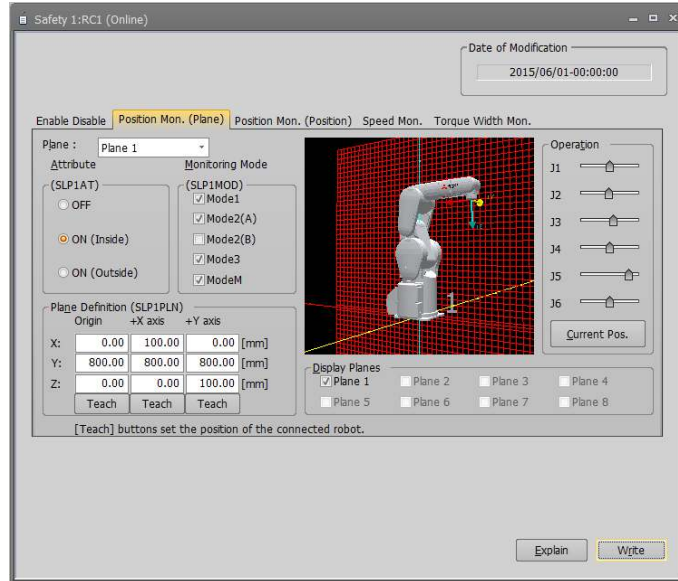 Safety 1:RC1 (Online)
Date of Modification
2015/06/01-00:00:00
Enable Disable Position Mon. (Plane) Position Mon. (Position) Speed Mon. Torque Width Mon.
Plane : Plane 1
Attribute Monitoring Mode
(SLP1AT) (SLP1MOD)
OFF
ON (Inside)
ON (Outside)
Mode1
Mode2(A)
Mode2(B)
Mode3
ModeM
1
Operation
J1
J2
J3
J4
J5
J6
Current Pos.
Plane Definition (SLP1PLN)
Origin +X axis +Y axis
X: 0.00 100.00 0.00 [mm]
Y: 800.00 800.00 800.00 [mm]
Z: 0.00 0.00 100.00 [mm]
Teach Teach Teach
Display Planes
Plane 1 Plane 2 Plane 3 Plane 4
Plane 5 Plane 6 Plane 7 Plane 8
[Teach] buttons set the position of the connected robot.
Explain Write